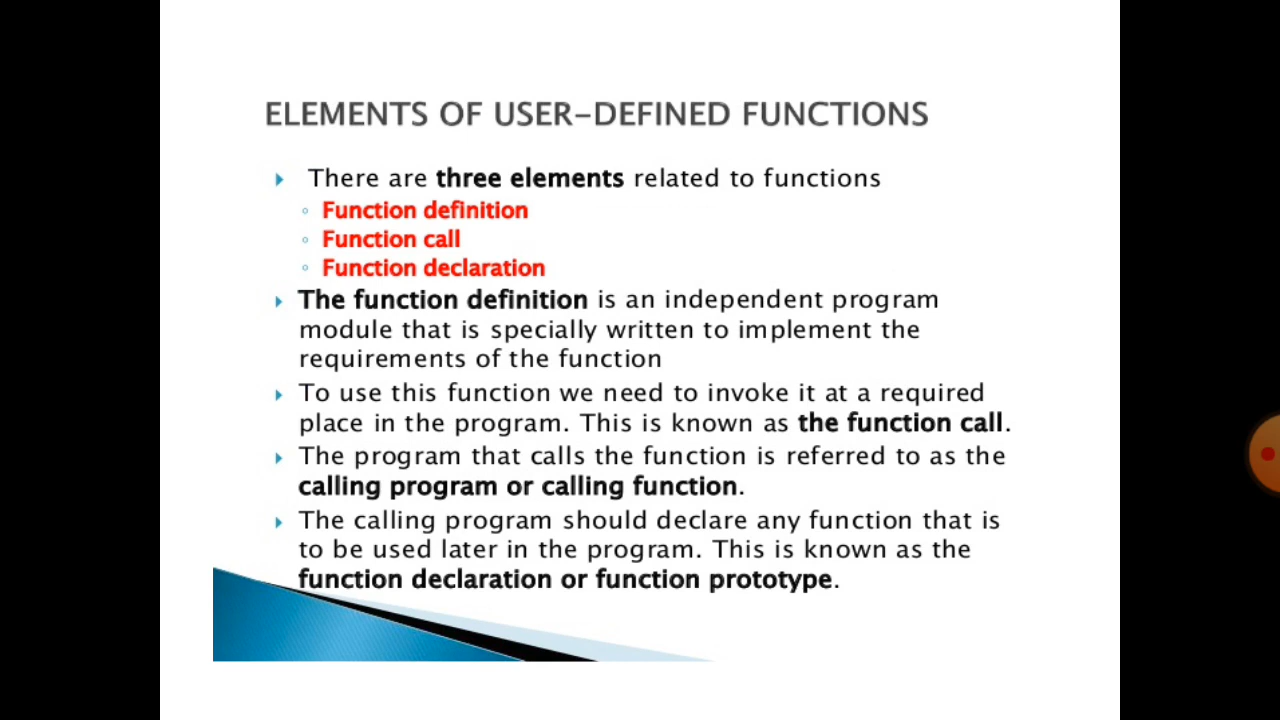 ELEMENTS OF USER-DEFINED FUNCTIONS
There are three elements related to functions
Function definition
Function call
Function declaration
The function definition is an independent program
module that is specially written to implement the
requirements of the function
To use this function we need to invoke it at a required
place in the program. This is known as the function call.
The program that calls the function is referred to as the
calling program or calling function.
The calling program should declare any function that is
to be used later in the program. This is known as the
function declaration or function prototype.